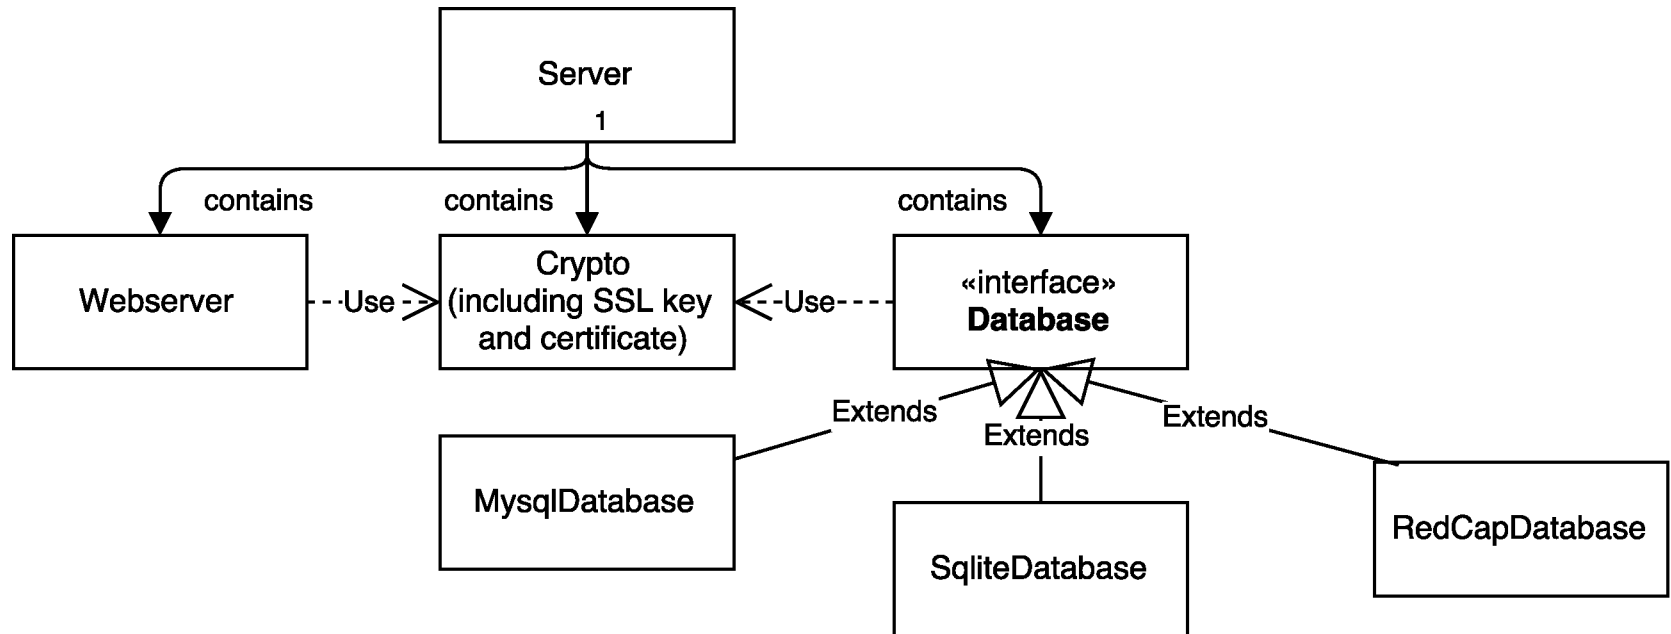 Server
1
contains
contains
contains
Webserver
Use
Crypto
(including SSL key
and certificate)
Use
«interface»
Database
Extends
Extends
Extends
MysqlDatabase
SqliteDatabase
RedCapDatabase